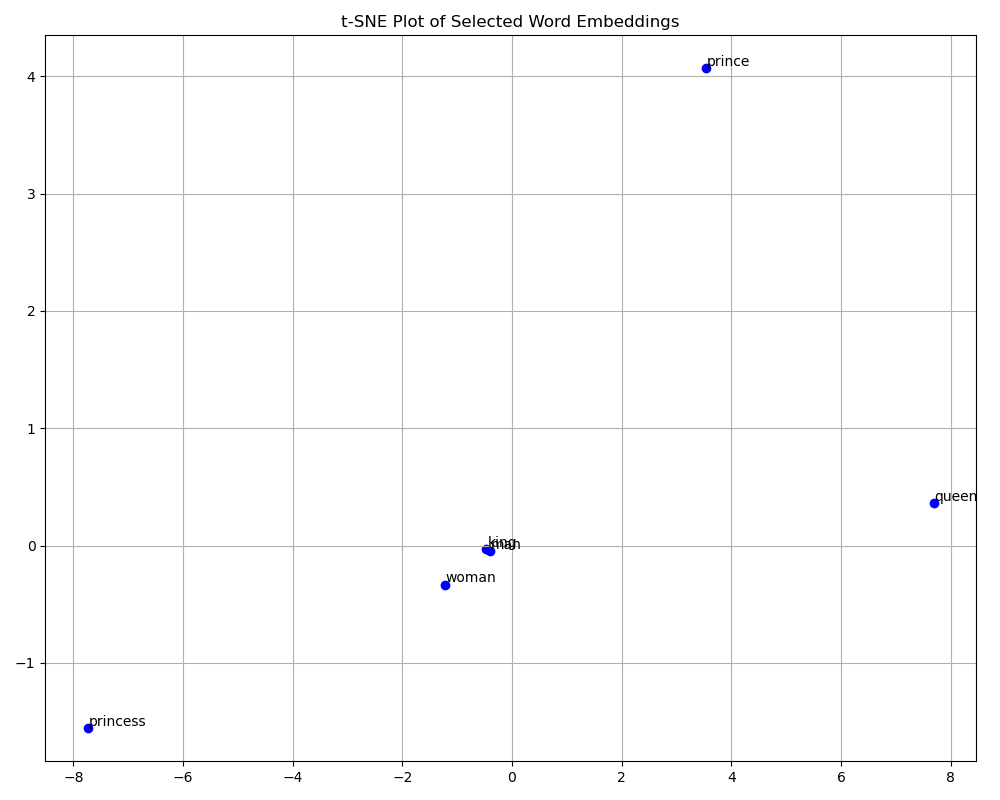 t-SNE Plot of Selected Word Embeddings
prince
4
3
2
1
queen
0
king
man
woman
−1
princess
−8 −6 −4 −2 0 2 4 6 8